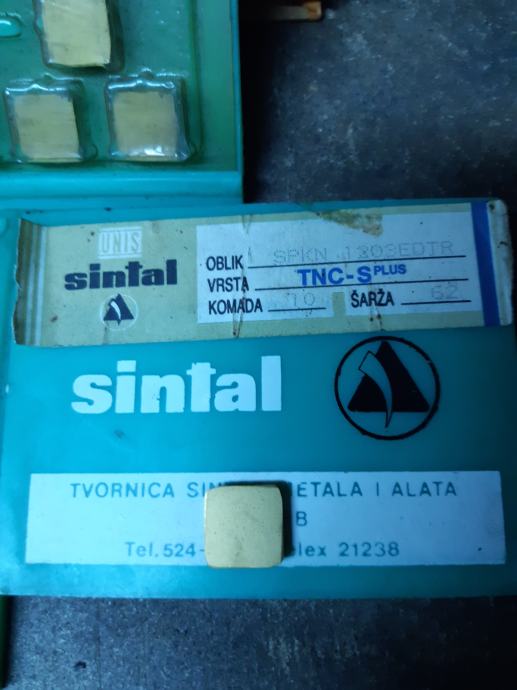 UNIS
sintal
OBLIK SPKN 1203EDTR
VRSTA TNC-S PLUS
KOMADA 10 ŠARŽA 62
sintal
TVORNICA SIN ETALA I ALATA
B
Tel. 524- lex 21238